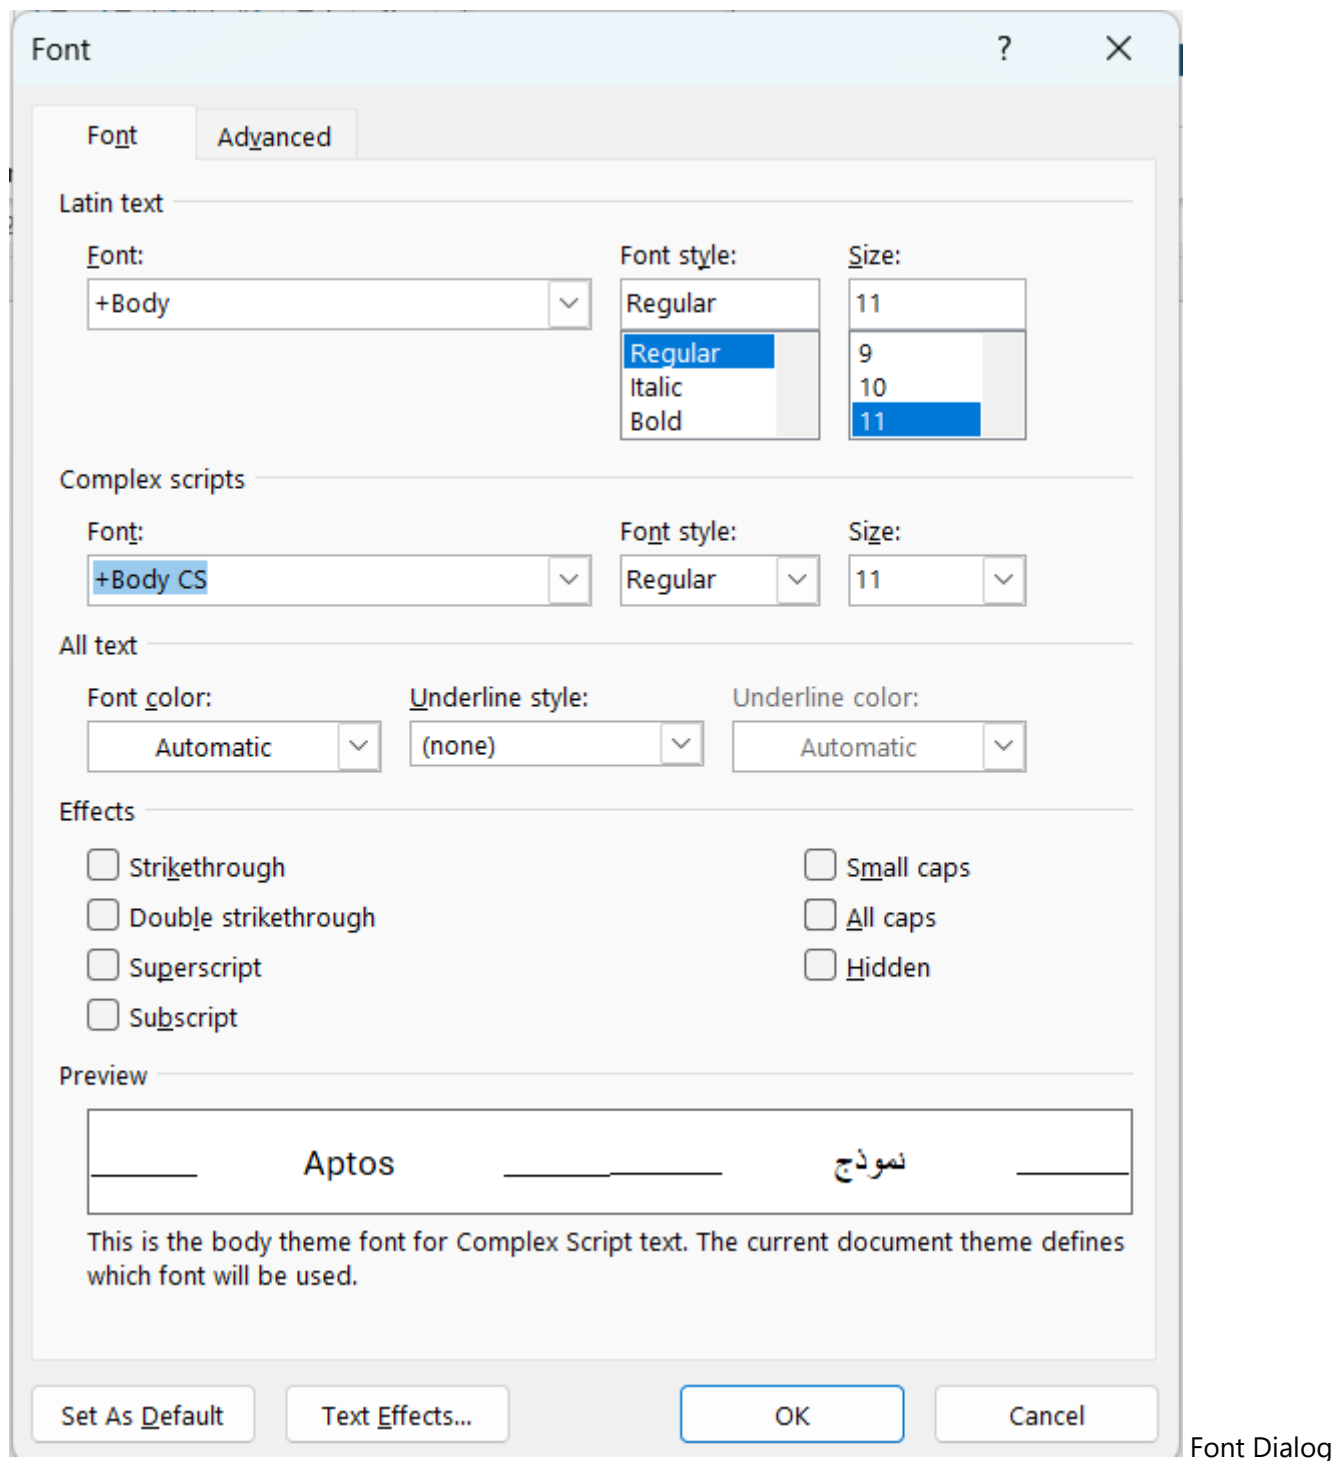 Font ?
Font Advanced
Latin text
Font: Font style: Size:
+Body Regular 11
Regular 9
Italic 10
Bold 11
Complex scripts
Font: Font style: Size:
+Body CS Regular 11
All text
Font color: Underline style: Underline color:
Automatic (none) Automatic
Effects
Strikethrough Small caps
Double strikethrough All caps
Superscript Hidden
Subscript
Preview
Aptos نموذج
This is the body theme font for Complex Script text. The current document theme defines
which font will be used.
Set As Default Text Effects... OK Cancel
Font Dialog